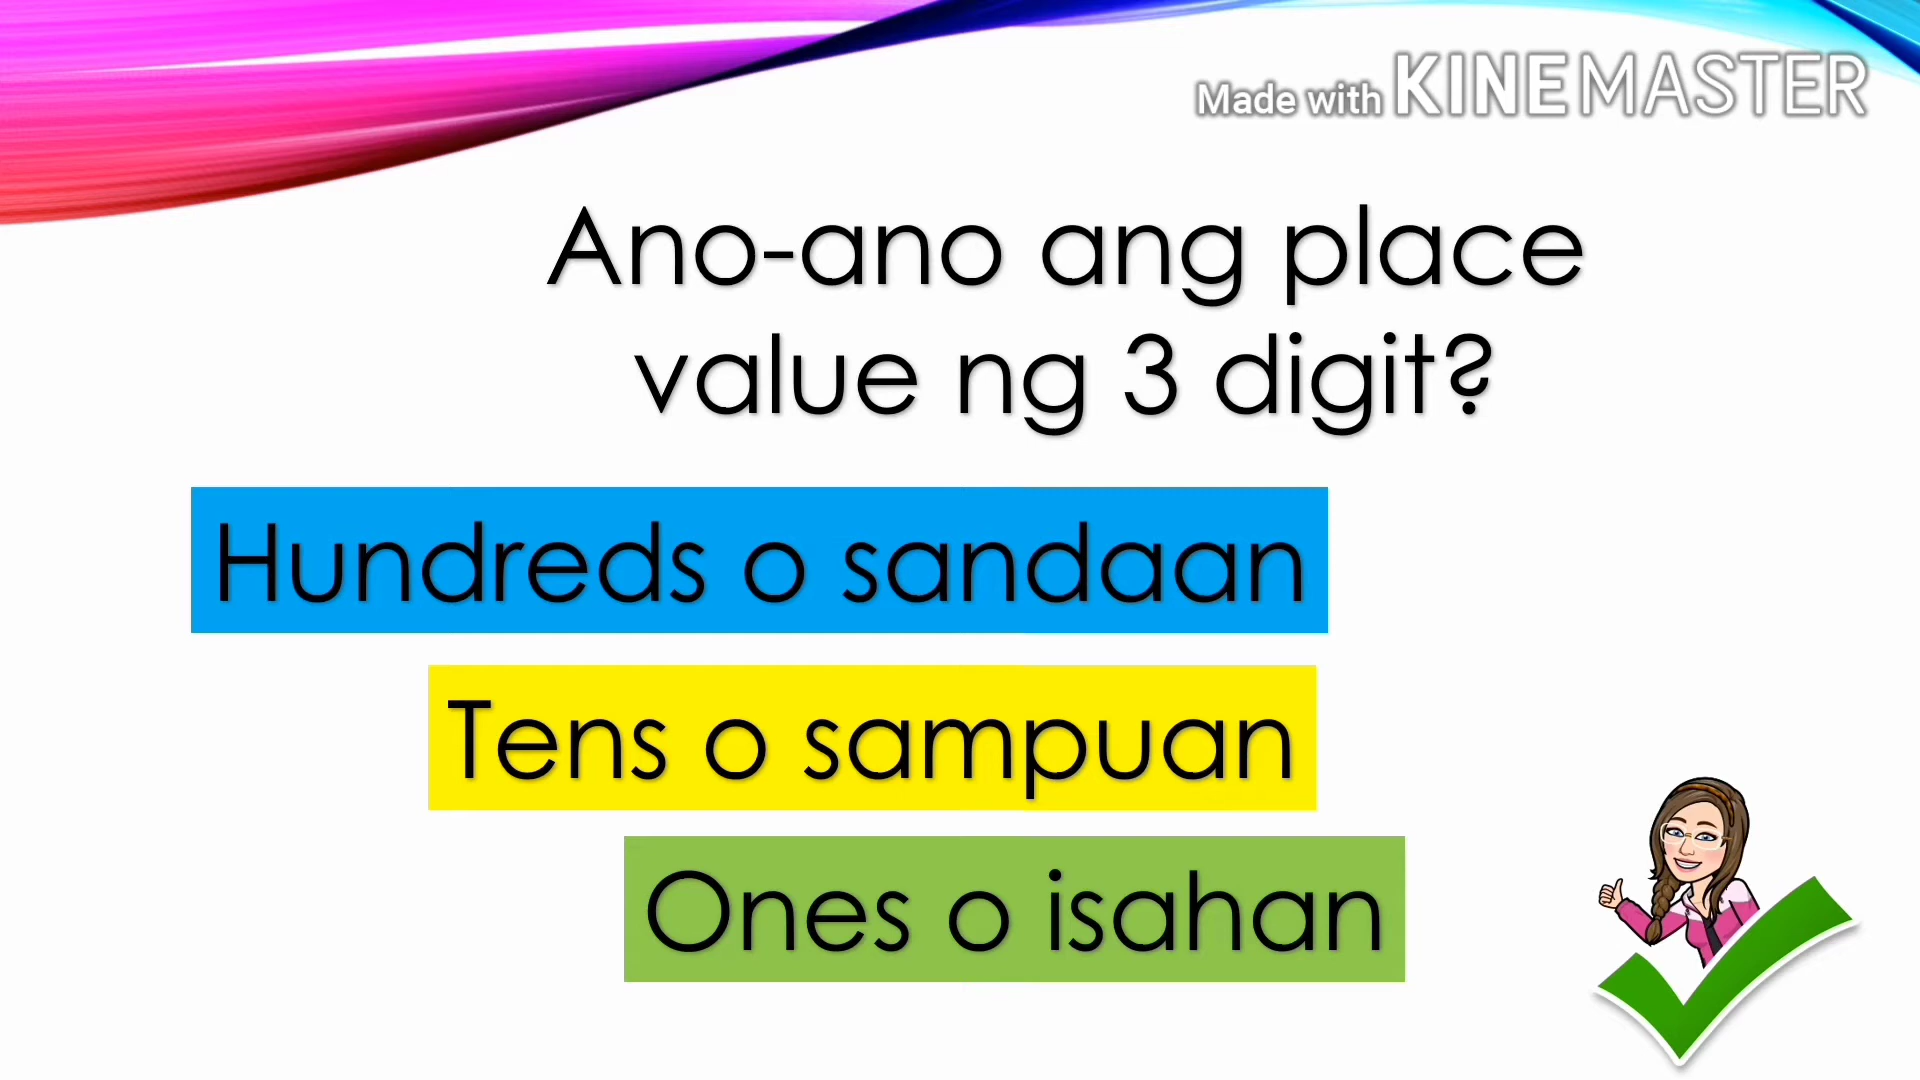 Made with KINEMASTER
Ano-ano ang place
value ng 3 digit?
Hundreds o sandaan
Tens o sampuan
Ones o isahan